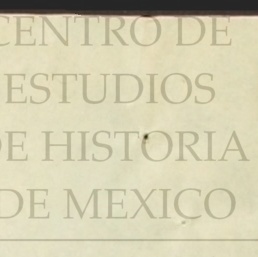 CENTRO DE
ESTUDIOS
DE HISTORIA
DE MEXICO